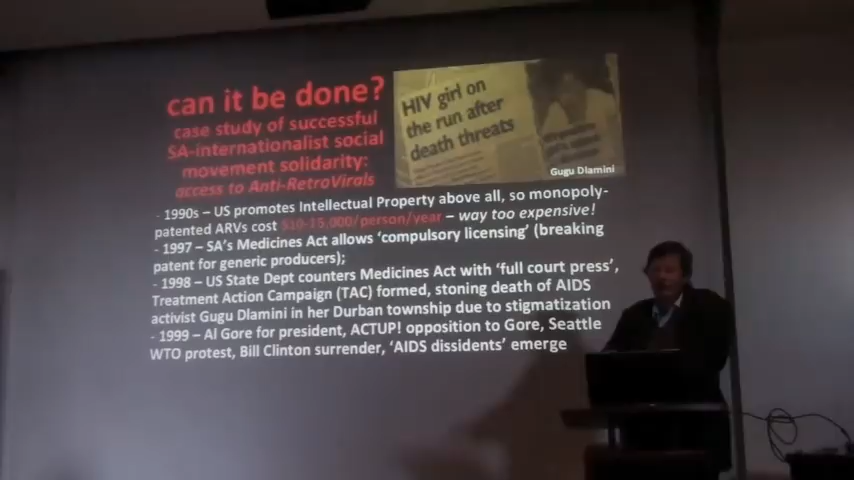 can it be done?
case study of successful
SA-internationalist social
movement solidarity:
access to Anti-RetroVirals
HIV girl on
the run after
death threats
Gugu Dlamini
- 1990s – US promotes Intellectual Property above all, so monopoly-
patented ARVs cost $10-15,000/person/year – way too expensive!
- 1997 – SA's Medicines Act allows 'compulsory licensing' (breaking
patent for generic producers);
- 1998 – US State Dept counters Medicines Act with 'full court press',
Treatment Action Campaign (TAC) formed, stoning death of AIDS
activist Gugu Dlamini in her Durban township due to stigmatization
- 1999 – Al Gore for president, ACTUP! opposition to Gore, Seattle
WTO protest, Bill Clinton surrender, 'AIDS dissidents' emerge